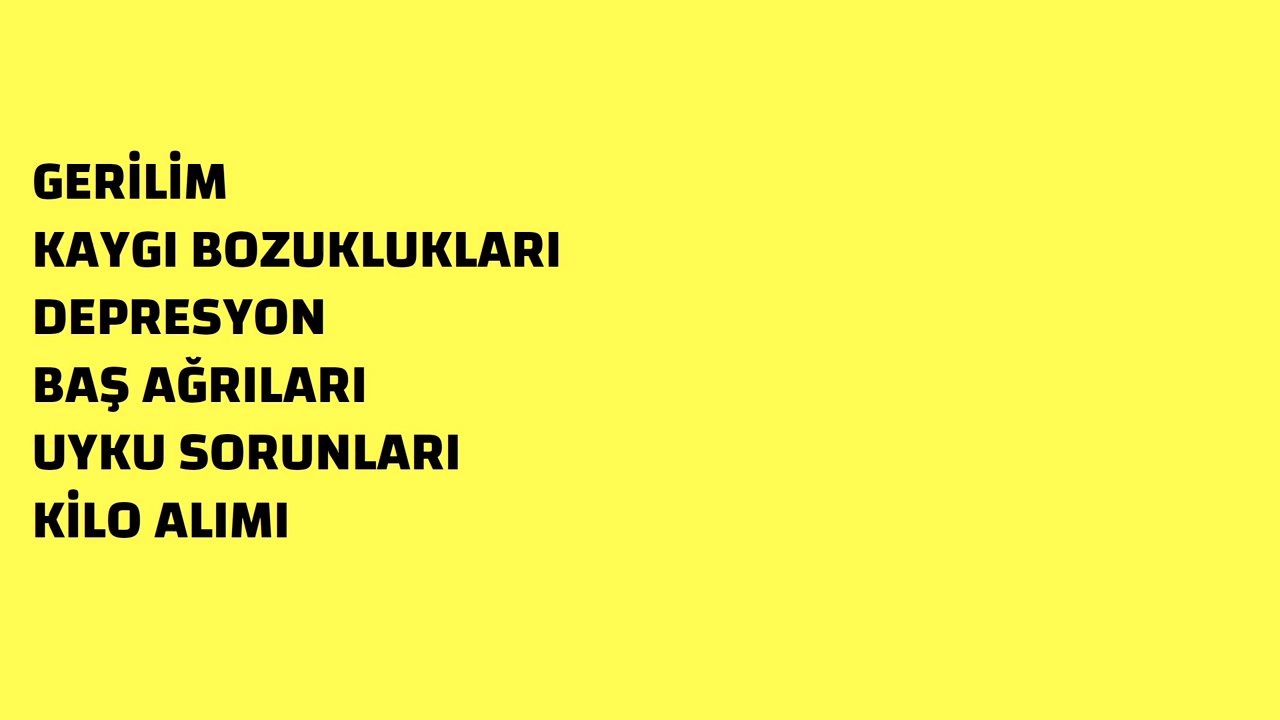 GERİLİM
KAYGI BOZUKLUKLARI
DEPRESYON
BAŞ AĞRILARI
UYKU SORUNLARI
KİLO ALIMI